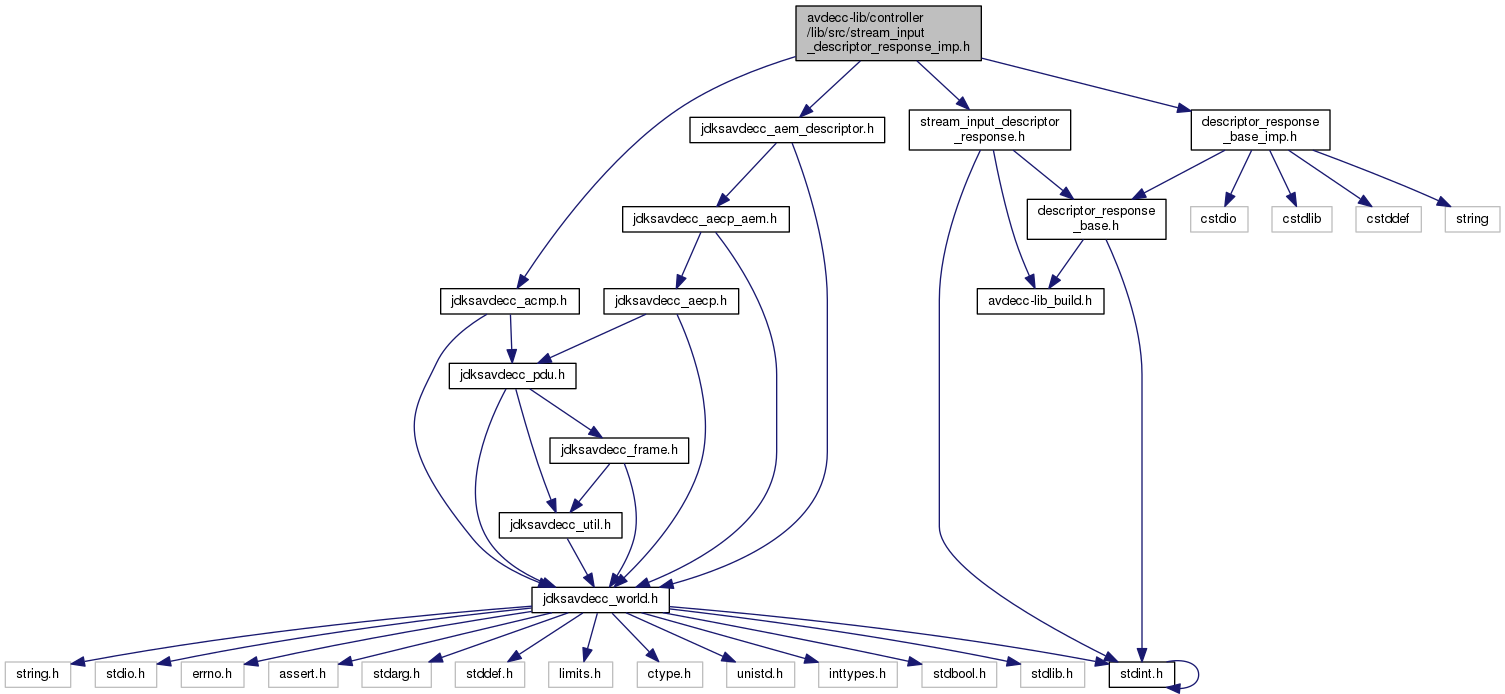 avdecc-lib/controller
/lib/src/stream_input
_descriptor_response_imp.h
jdksavdecc_aem_descriptor.h
stream_input_descriptor
_response.h
descriptor_response
_base_imp.h
jdksavdecc_aecp_aem.h
descriptor_response
_base.h
cstdio
cstdlib
cstddef
string
jdksavdecc_acmp.h
jdksavdecc_aecp.h
avdecc-lib_build.h
jdksavdecc_pdu.h
jdksavdecc_frame.h
jdksavdecc_util.h
jdksavdecc_world.h
string.h
stdio.h
errno.h
assert.h
stdarg.h
stddef.h
limits.h
ctype.h
unistd.h
inttypes.h
stdbool.h
stdlib.h
stdint.h